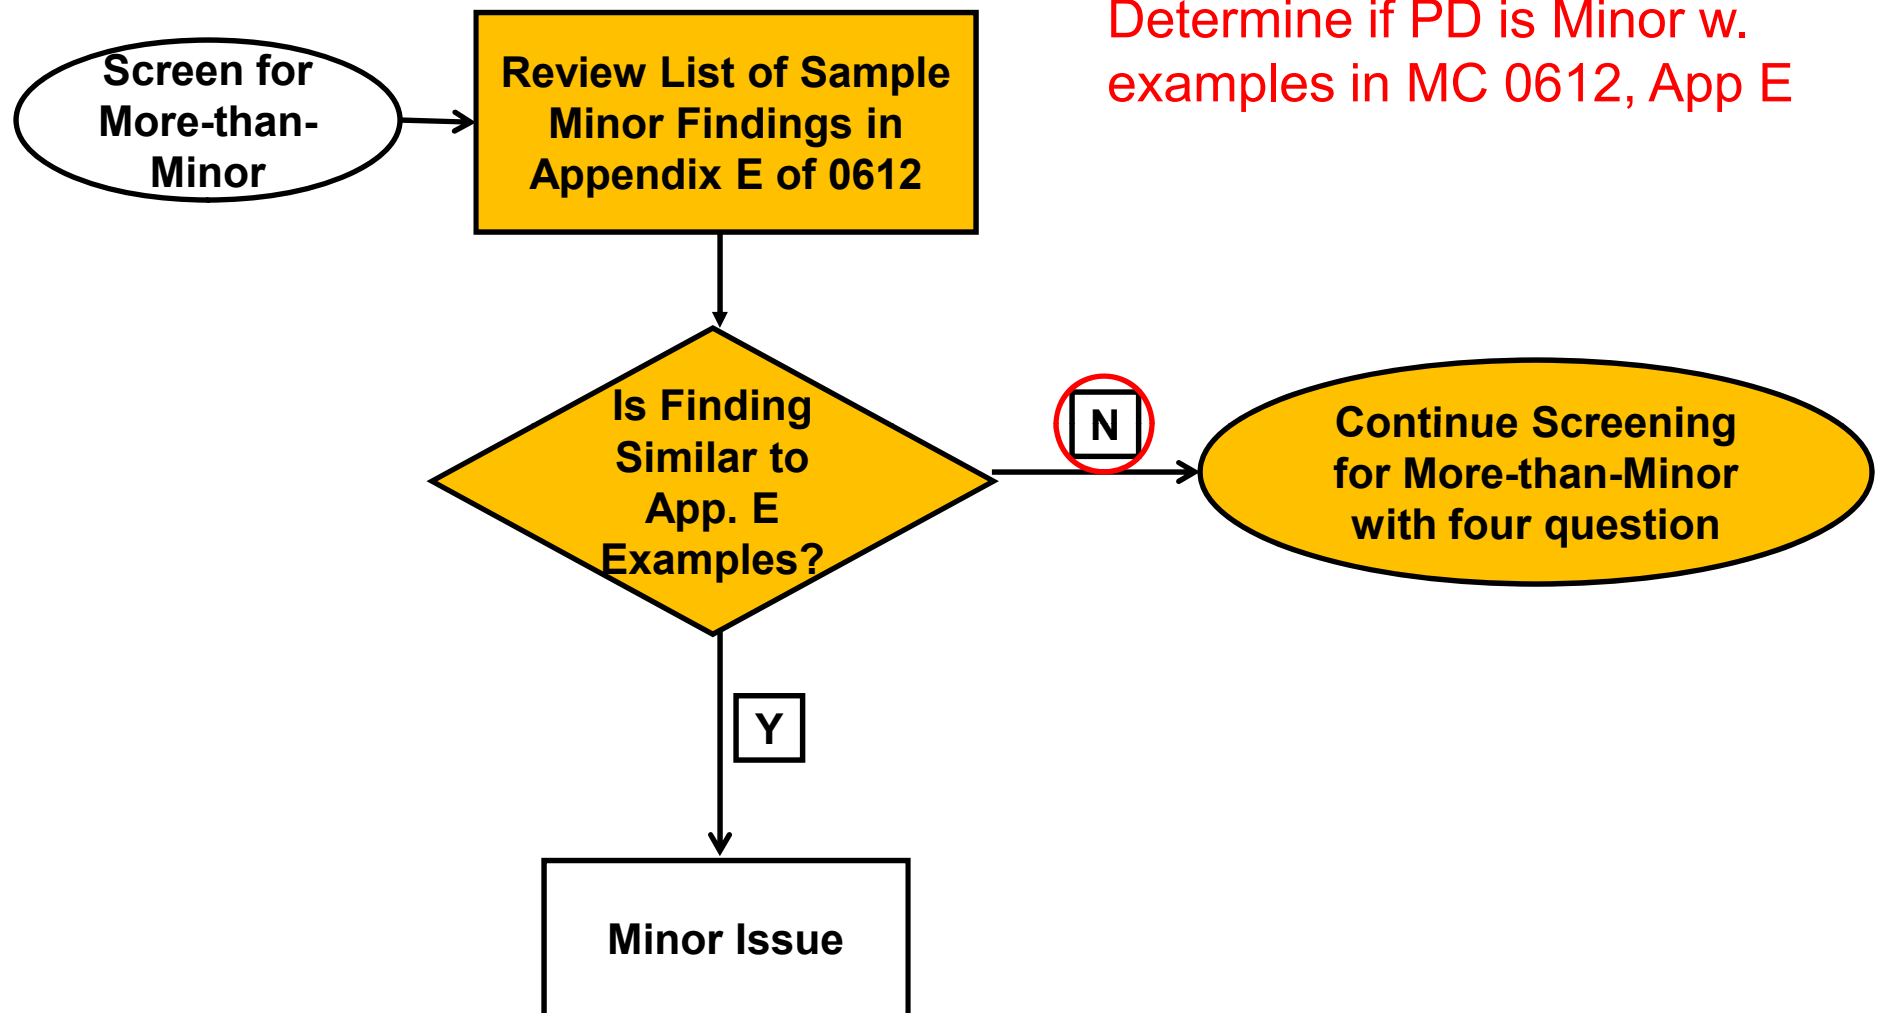 Determine if PD is Minor w.
examples in MC 0612, App E
Screen for
More-than-
Minor
Review List of Sample
Minor Findings in
Appendix E of 0612
Is Finding
Similar to
App. E
Examples?
N
Continue Screening
for More-than-Minor
with four question
Y
Minor Issue